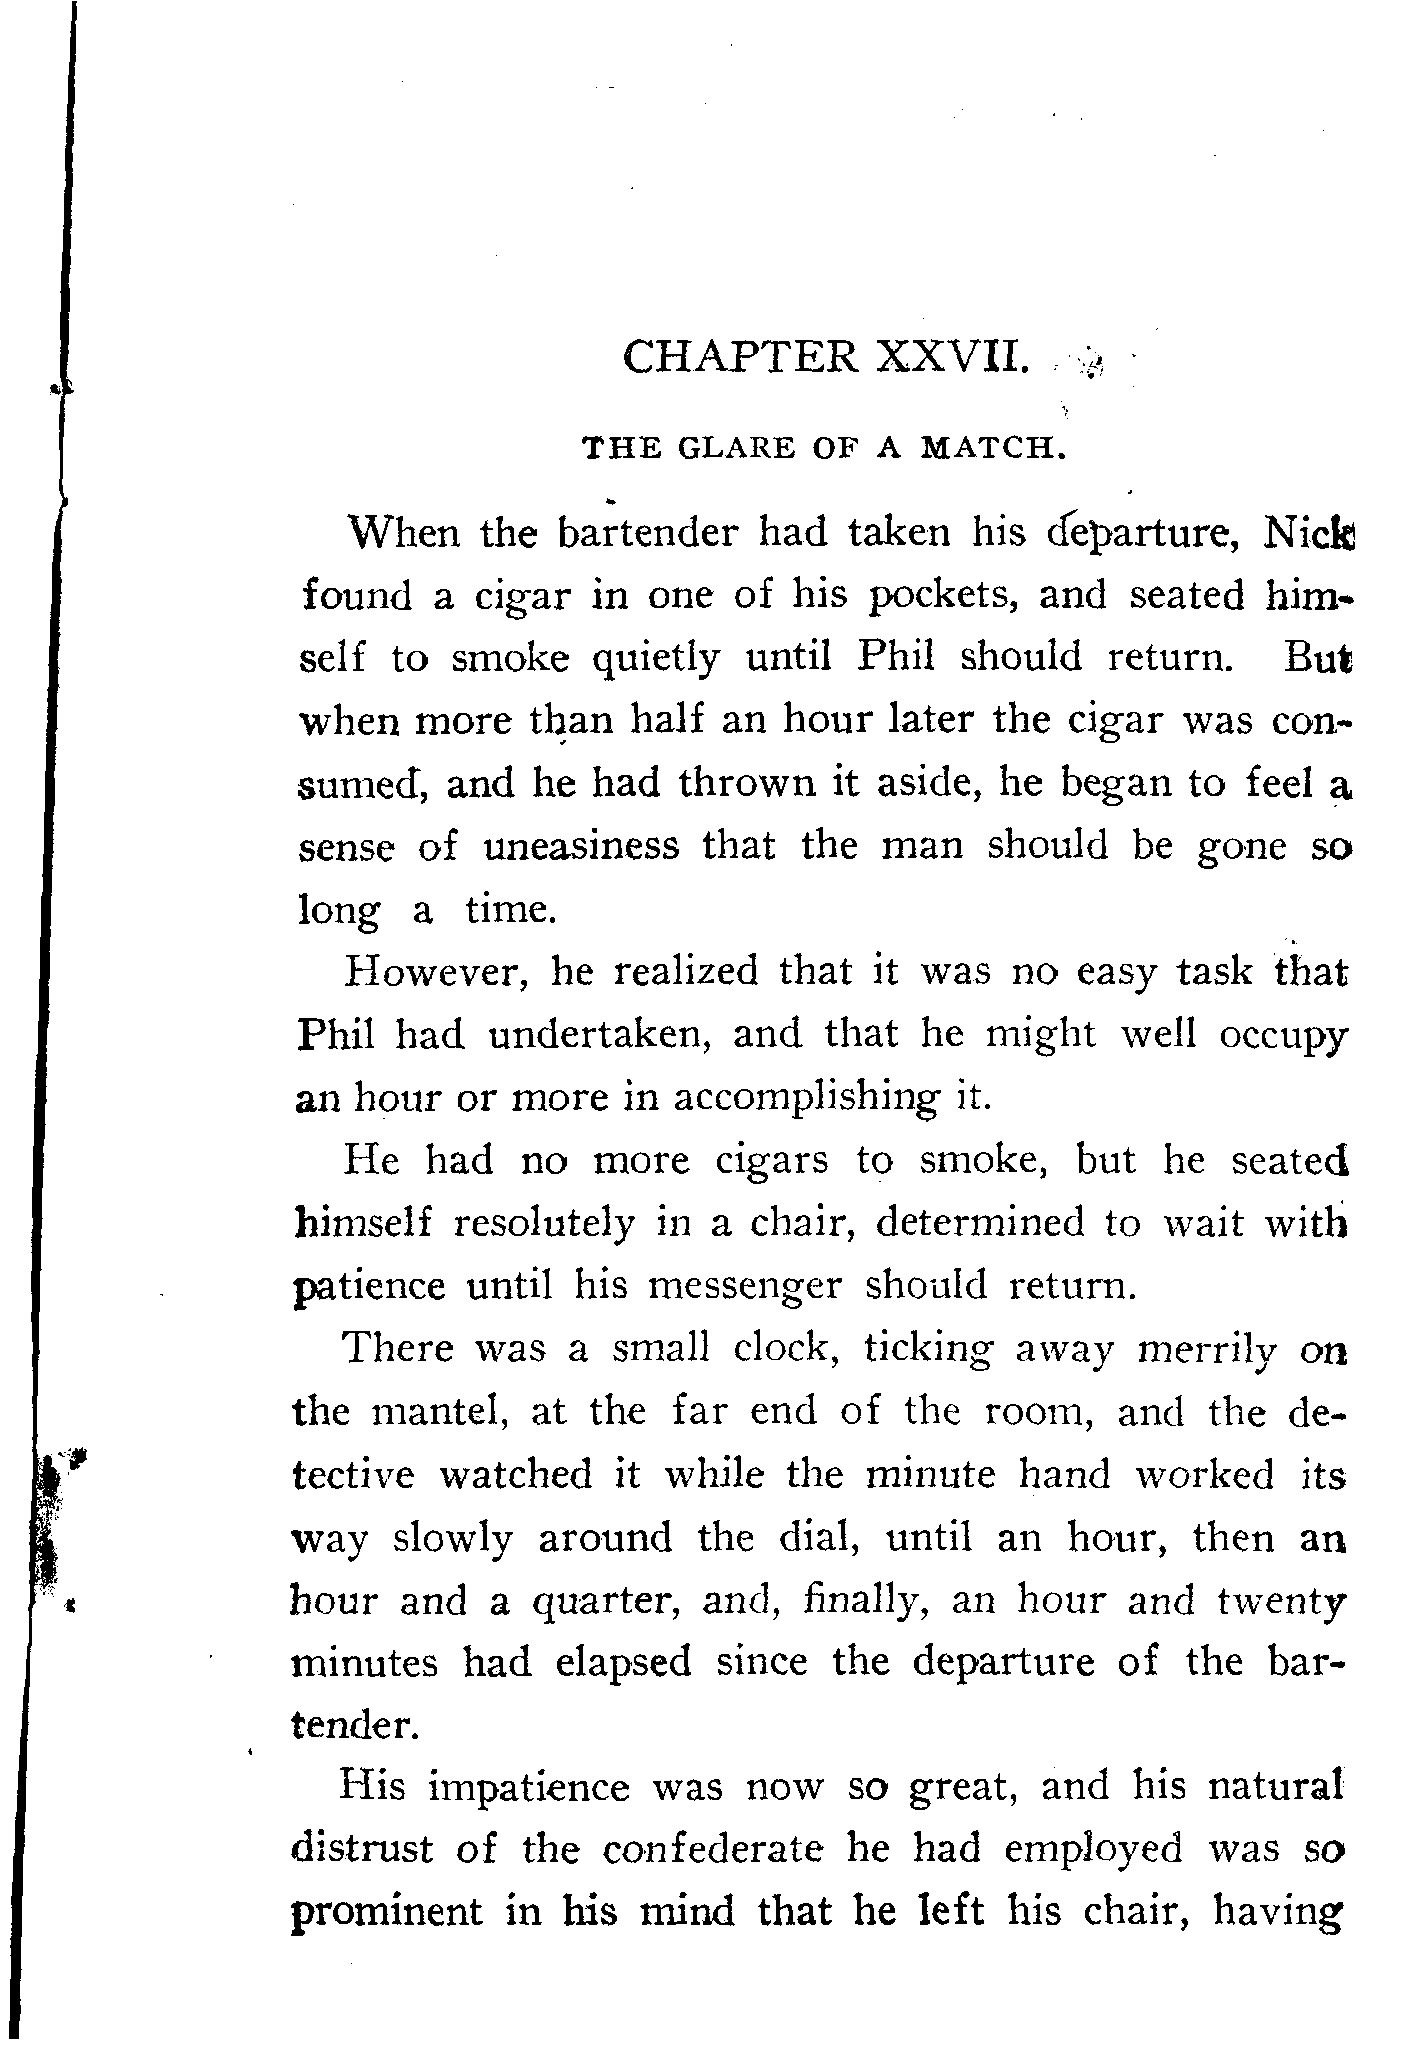 CHAPTER XXVII.
THE GLARE OF A MATCH.
When the bartender had taken his departure, Nick
found a cigar in one of his pockets, and seated him-
self to smoke quietly until Phil should return. But
when more than half an hour later the cigar was con-
sumed, and he had thrown it aside, he began to feel a
sense of uneasiness that the man should be gone so
long a time.
However, he realized that it was no easy task that
Phil had undertaken, and that he might well occupy
an hour or more in accomplishing it.
He had no more cigars to smoke, but he seated
himself resolutely in a chair, determined to wait with
patience until his messenger should return.
There was a small clock, ticking away merrily on
the mantel, at the far end of the room, and the de-
tective watched it while the minute hand worked its
way slowly around the dial, until an hour, then an
hour and a quarter, and, finally, an hour and twenty
minutes had elapsed since the departure of the bar-
tender.
His impatience was now so great, and his natural
distrust of the confederate he had employed was so
prominent in his mind that he left his chair, having